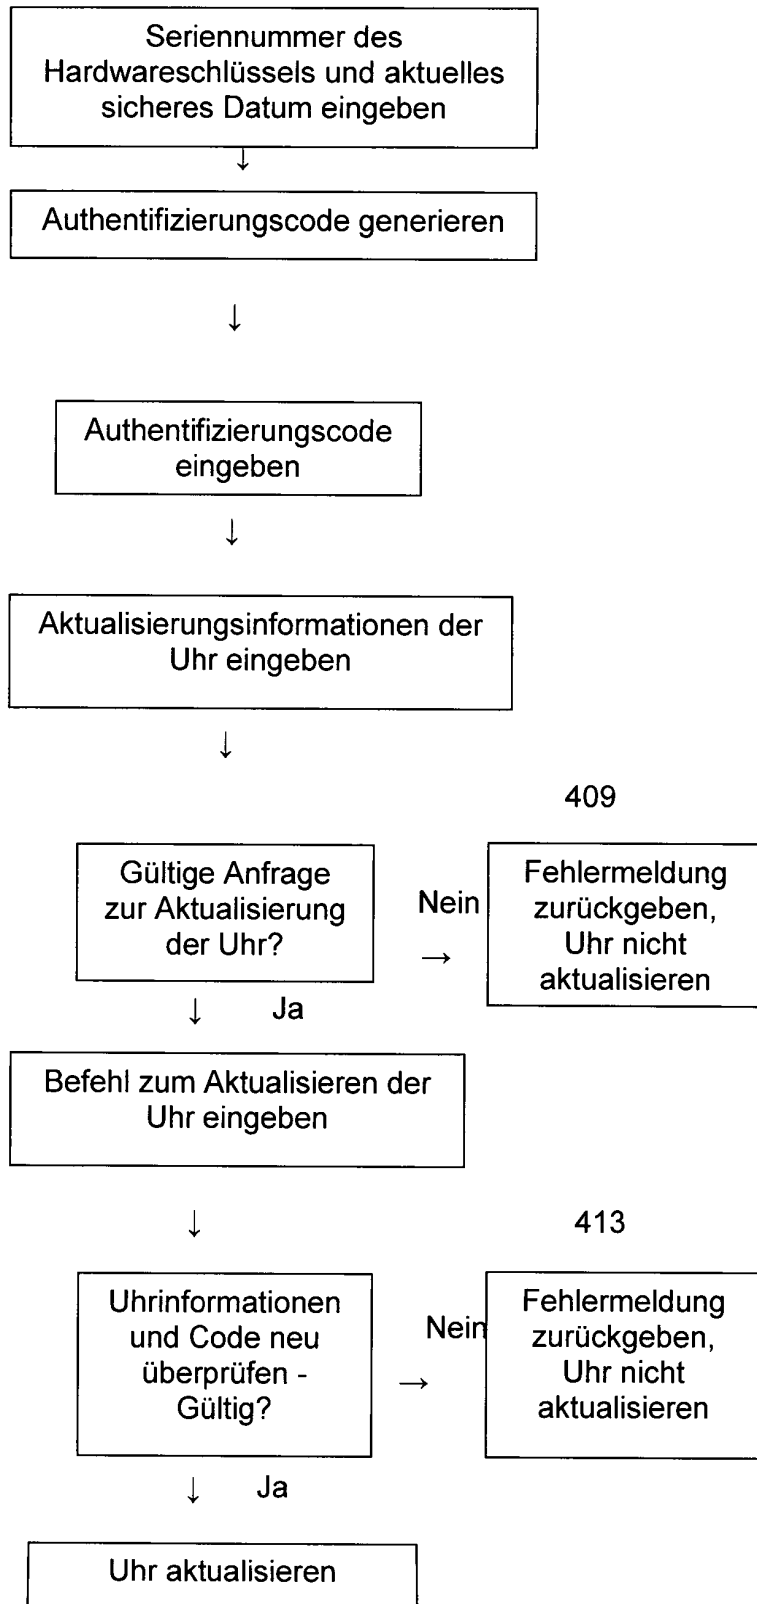 Seriennummer des
Hardwareschlüssels und aktuelles
sicheres Datum eingeben
↓
Authentifizierungscode generieren
↓
Authentifizierungscode
eingeben
↓
Aktualisierungsinformationen der
Uhr eingeben
↓
409
Gültige Anfrage
zur Aktualisierung
der Uhr?
Nein
→
Fehlermeldung
zurückgeben,
Uhr nicht
aktualisieren
↓ Ja
Befehl zum Aktualisieren der
Uhr eingeben
↓
413
Uhrinformationen
und Code neu
überprüfen -
Gültig?
Nein
→
Fehlermeldung
zurückgeben,
Uhr nicht
aktualisieren
↓ Ja
Uhr aktualisieren